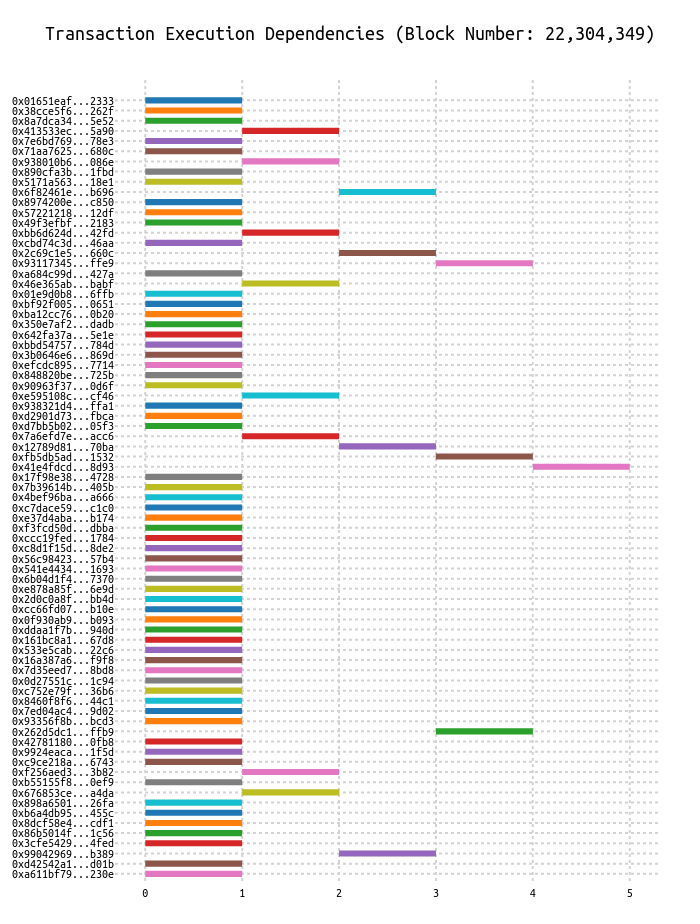 Transaction Execution Dependencies (Block Number: 22,304,349)
0x01651eaf...2333
0x38cce5f6...262f
0x8a7dca34...5e52
0x413533ec...5a90
0x7e6bd769...78e3
0x71aa7625...680c
0x938010b6...086e
0x890cfa3b...1fbd
0x5171a563...18e1
0x6f82461e...b696
0x8974200e...c850
0x57221218...12df
0x49f3efbf...2183
0xbb6d624d...42fd
0xcbd74c3d...46aa
0x2c69c1e5...660c
0x93117345...ffe9
0xa684c99d...427a
0x46e365ab...babf
0x01e9d0b8...6ffb
0xbf92f005...0651
0xba12cc76...0b20
0x350e7af2...dadb
0x642fa37a...5e1e
0xbbd54757...784d
0x3b0646e6...869d
0xefcdc895...7714
0x848820be...725b
0x90963f37...0d6f
0xe595108c...cf46
0x938321d4...ffa1
0xd2901d73...fbca
0xd7bb5b02...05f3
0x7a6efd7e...acc6
0x12789d81...70ba
0xfb5db5ad...1532
0x41e4fdcd...8d93
0x17f98e38...4728
0x7b39614b...405b
0x4bef96ba...a666
0xc7dace59...c1c0
0xe37d4aba...b174
0xf3fcd50d...dbba
0xccc19fed...1784
0xc8d1f15d...8de2
0x56c98423...57b4
0x541e4434...1693
0x6b04d1f4...7370
0xe878a85f...6e9d
0x2d0c0a8f...bb4d
0xcc66fd07...b10e
0x0f930ab9...b093
0xddaa1f7b...940d
0x161bc8a1...67d8
0x533e5cab...22c6
0x16a387a6...f9f8
0x7d35eed7...8bd8
0x0d27551c...1c94
0xc752e79f...36b6
0x8460f8f6...44c1
0x7ed04ac4...9d02
0x93356f8b...bcd3
0x262d5dc1...ffb9
0x42781180...0fb8
0x9924eaca...1f5d
0xc9ce218a...6743
0xf256aed3...3b82
0xb55155f8...0ef9
0x676853ce...a4da
0x898a6501...26fa
0xb6a4db95...455c
0x8dcf58e4...cdf1
0x86b5014f...1c56
0x3cfe5429...4fed
0x99042969...b389
0xd42542a1...d01b
0xa611bf79...230e
0 1 2 3 4 5